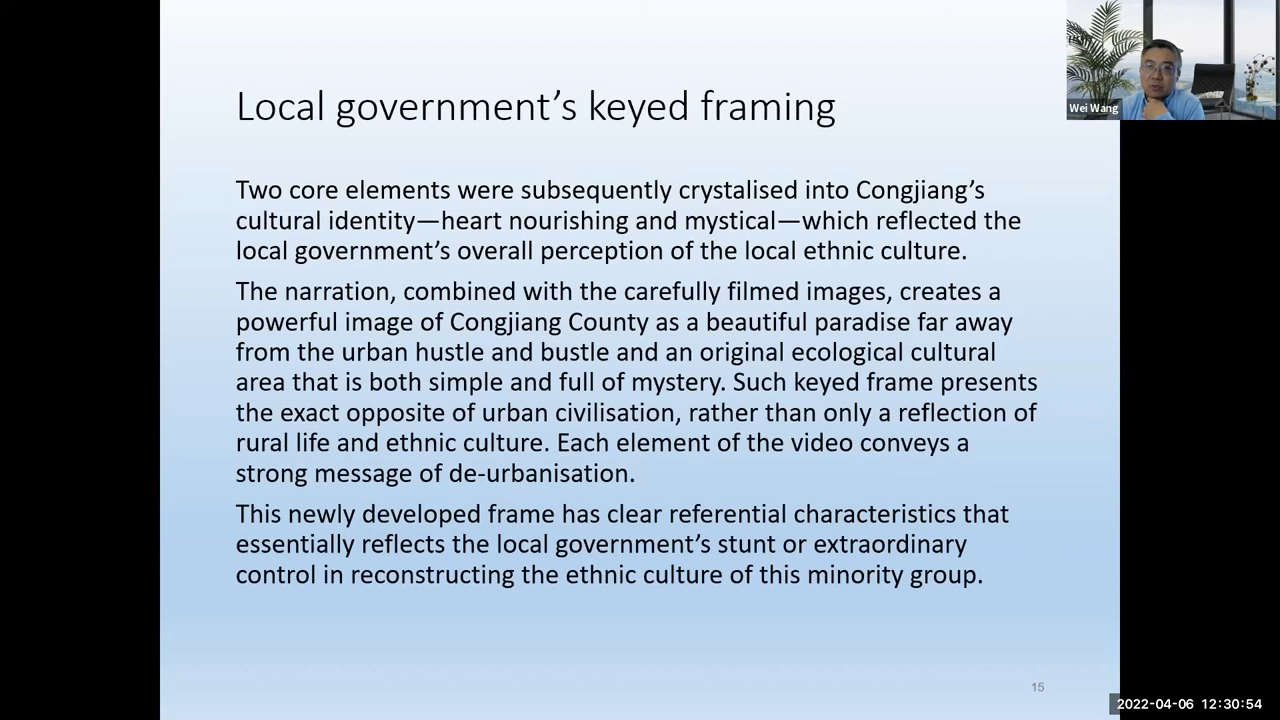 Local government’s keyed framing
Two core elements were subsequently crystalised into Congjiang’s
cultural identity—heart nourishing and mystical—which reflected the
local government’s overall perception of the local ethnic culture.
The narration, combined with the carefully filmed images, creates a
powerful image of Congjiang County as a beautiful paradise far away
from the urban hustle and bustle and an original ecological cultural
area that is both simple and full of mystery. Such keyed frame presents
the exact opposite of urban civilisation, rather than only a reflection of
rural life and ethnic culture. Each element of the video conveys a
strong message of de-urbanisation.
This newly developed frame has clear referential characteristics that
essentially reflects the local government’s stunt or extraordinary
control in reconstructing the ethnic culture of this minority group.
15
Wei Wang
2022-04-06 12:30:54